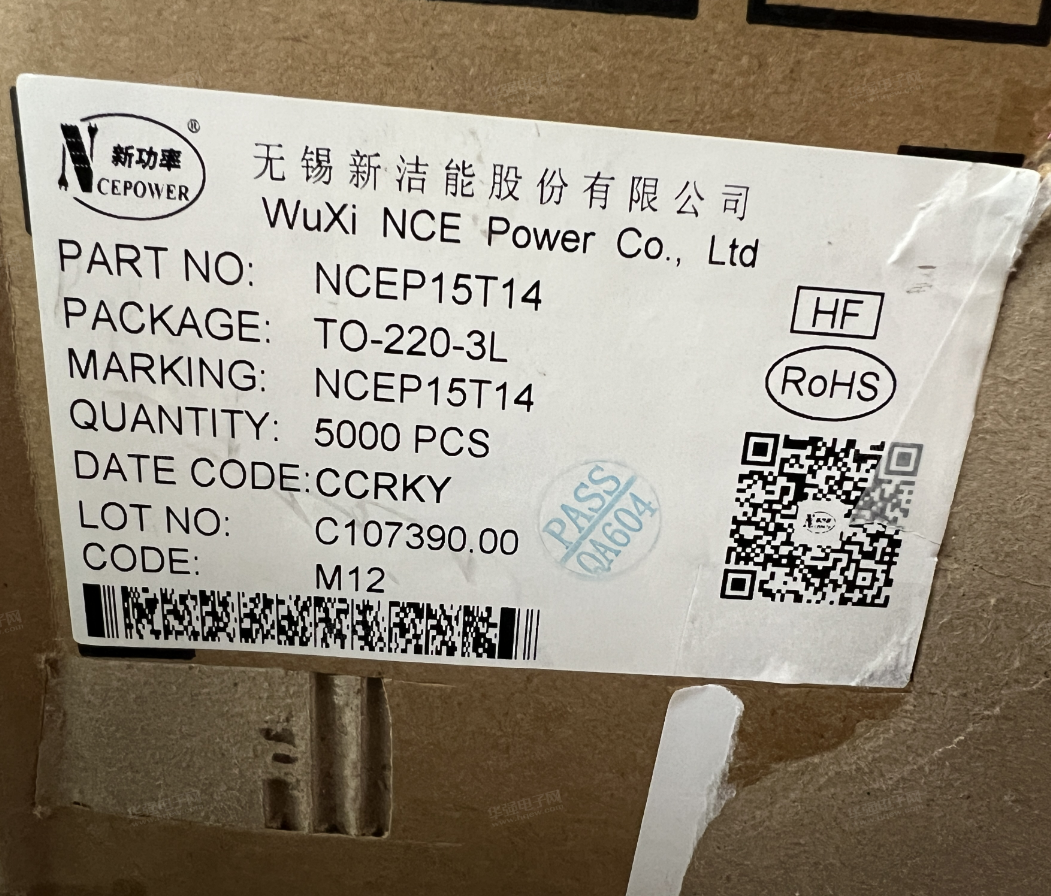 新功率 ®
NCEPOWER
无锡新洁能股份有限公司
WuXi NCE Power Co., Ltd
PART NO: NCEP15T14
PACKAGE: TO-220-3L
MARKING: NCEP15T14
QUANTITY: 5000 PCS
DATE CODE: CCRKY
LOT NO: C107390.00
CODE: M12
HF
RoHS
PASS
QA604